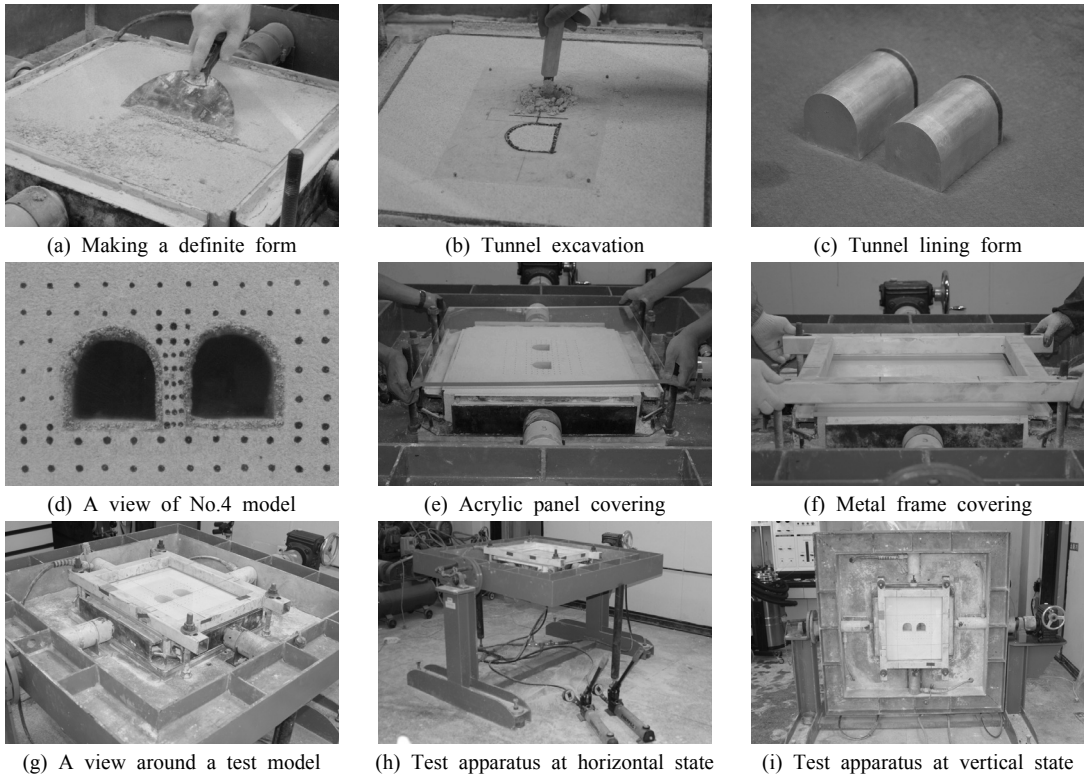 (a) Making a definite form
(b) Tunnel excavation
(c) Tunnel lining form
(d) A view of No.4 model
(e) Acrylic panel covering
(f) Metal frame covering
(g) A view around a test model
(h) Test apparatus at horizontal state
(i) Test apparatus at vertical state